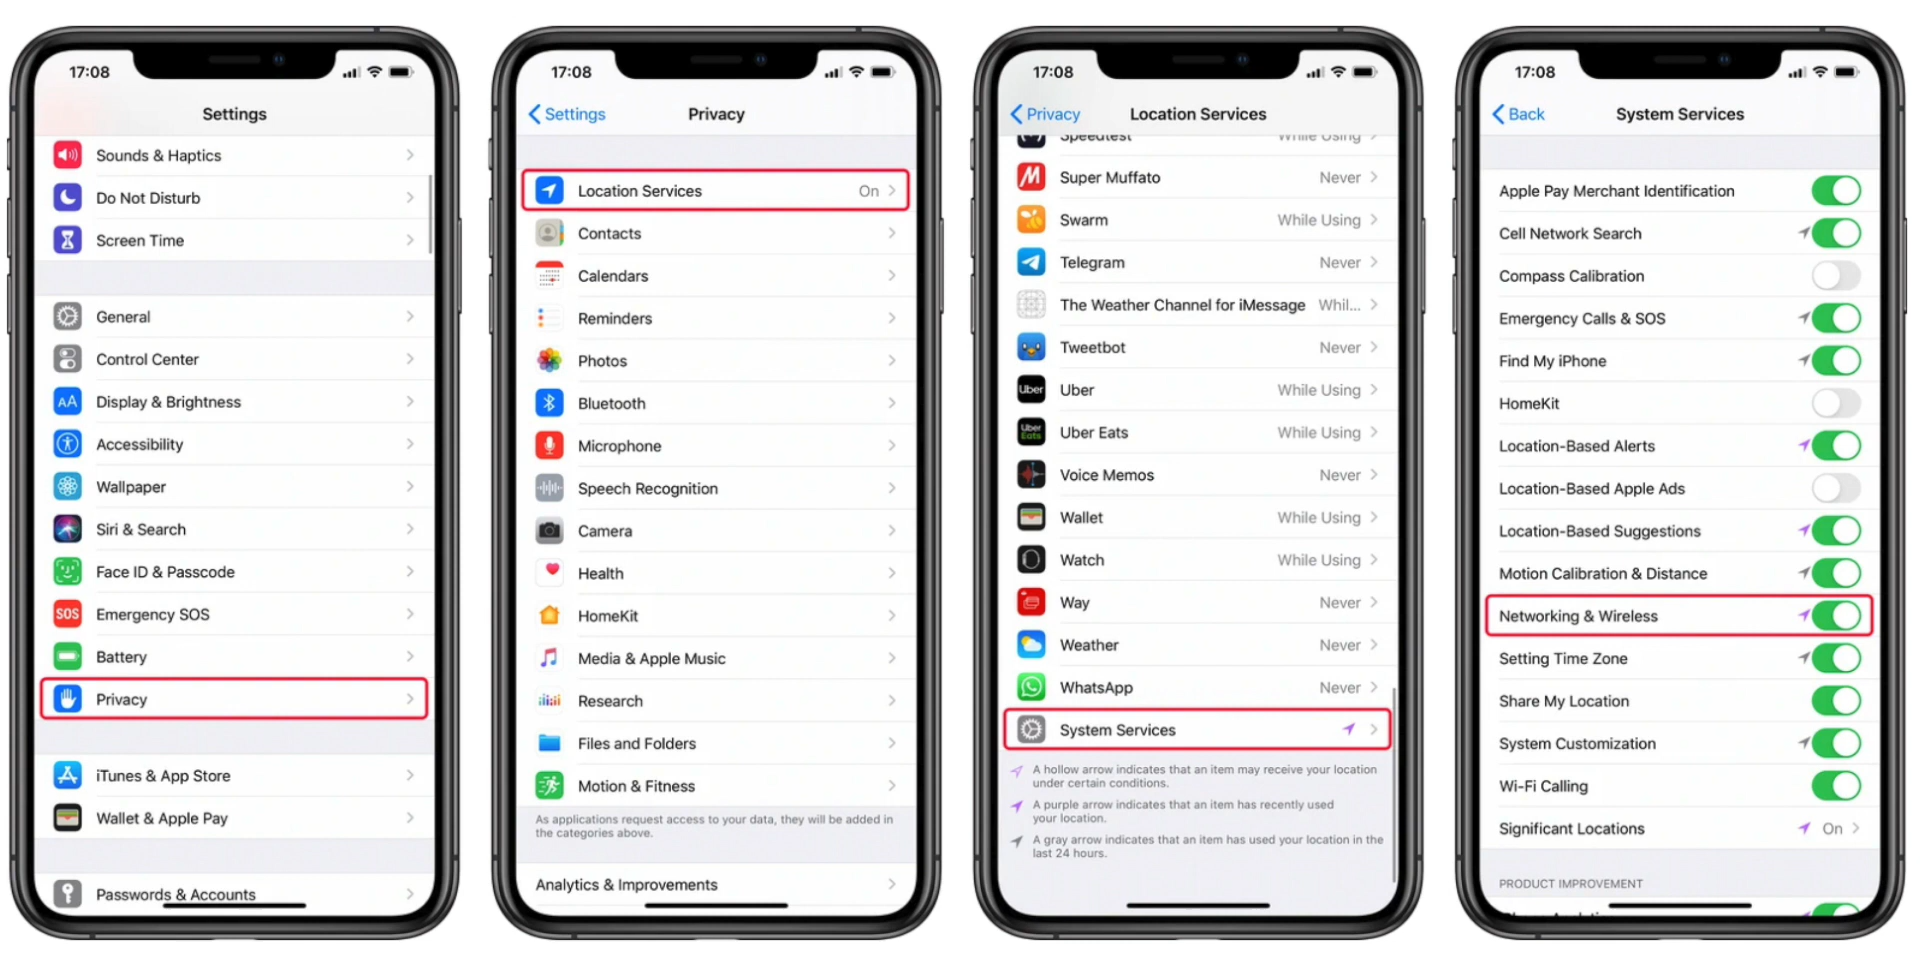 17:08
Settings
Sounds & Haptics
Do Not Disturb
Screen Time
General
Control Center
AA Display & Brightness
Accessibility
Wallpaper
Siri & Search
Face ID & Passcode
SOS Emergency SOS
Battery
Privacy
iTunes & App Store
Wallet & Apple Pay
Passwords & Accounts
17:08
Settings Privacy
Location Services On
Contacts
Calendars
Reminders
Photos
Bluetooth
Microphone
Speech Recognition
Camera
Health
HomeKit
Media & Apple Music
Research
Files and Folders
Motion & Fitness
As applications request access to your data, they will be added in
the categories above.
Analytics & Improvements
17:08
Privacy Location Services
Speedtest While Using
Super Muffato Never
Swarm While Using
Telegram Never
The Weather Channel for iMessage Whil...
Tweetbot Never
Uber Uber While Using
Uber Eats Uber Eats While Using
Voice Memos Never
Wallet While Using
Watch While Using
Way Never
Weather Never
WhatsApp Never
System Services
A hollow arrow indicates that an item may receive your location
under certain conditions.
A purple arrow indicates that an item has recently used
your location.
A gray arrow indicates that an item has used your location in the
last 24 hours.
17:08
Back System Services
Apple Pay Merchant Identification
Cell Network Search
Compass Calibration
Emergency Calls & SOS
Find My iPhone
HomeKit
Location-Based Alerts
Location-Based Apple Ads
Location-Based Suggestions
Motion Calibration & Distance
Networking & Wireless
Setting Time Zone
Share My Location
System Customization
Wi-Fi Calling
Significant Locations On
PRODUCT IMPROVEMENT